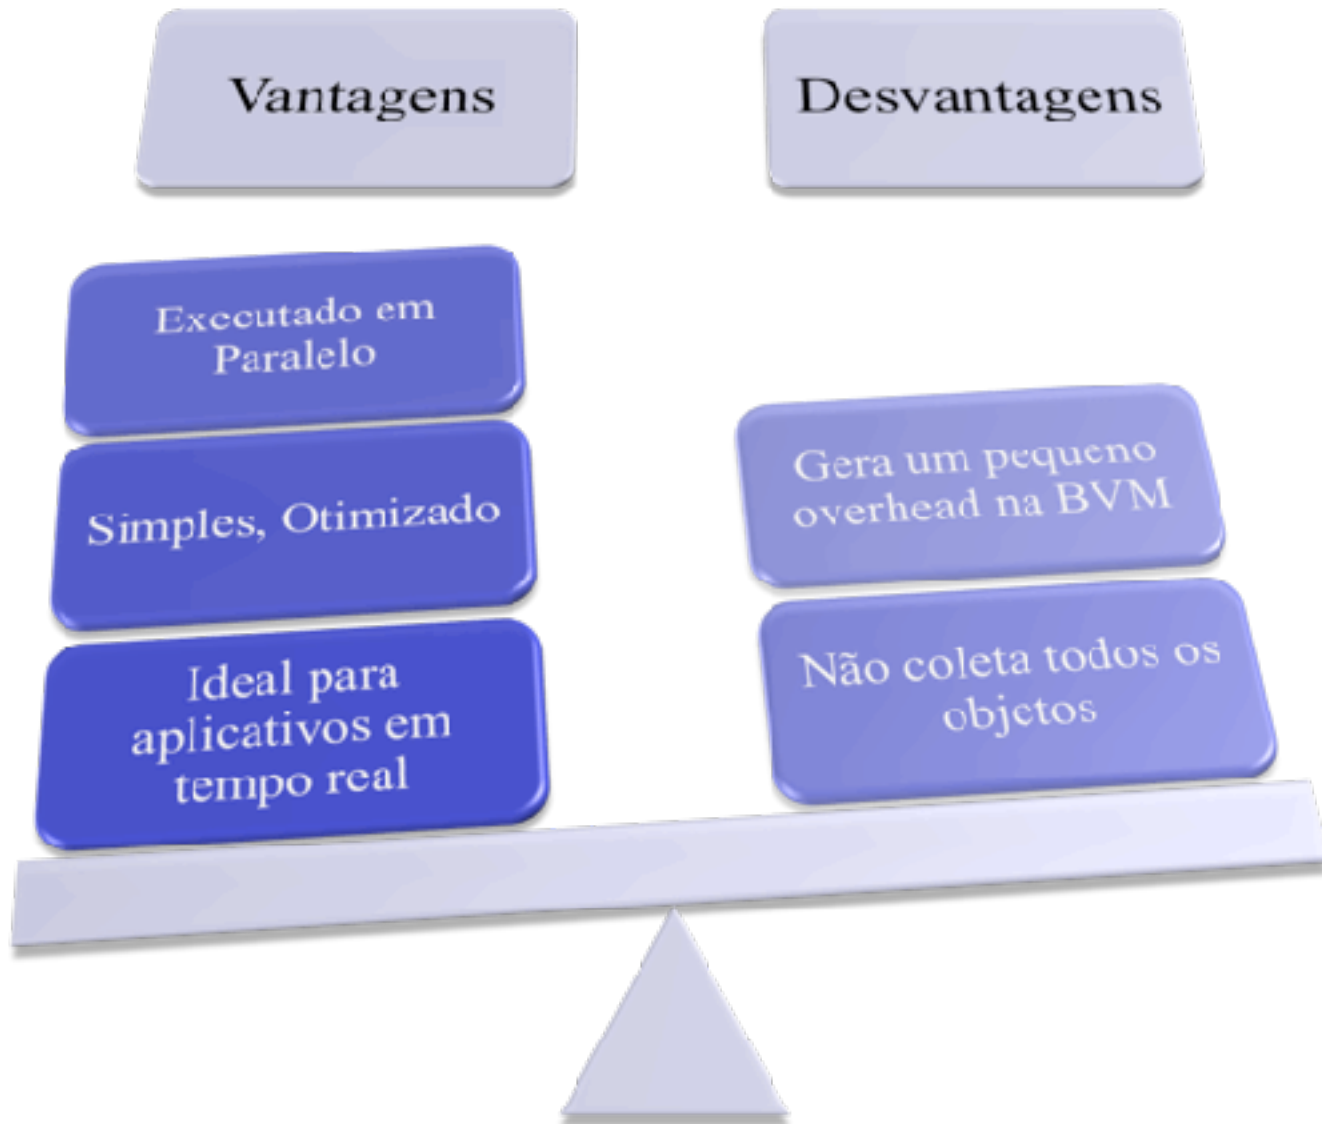 Vantagens
Desvantagens
Executado em
Paralelo
Simples, Otimizado
Ideal para
aplicativos em
tempo real
Gera um pequeno
overhead na BVM
Não coleta todos os
objetos